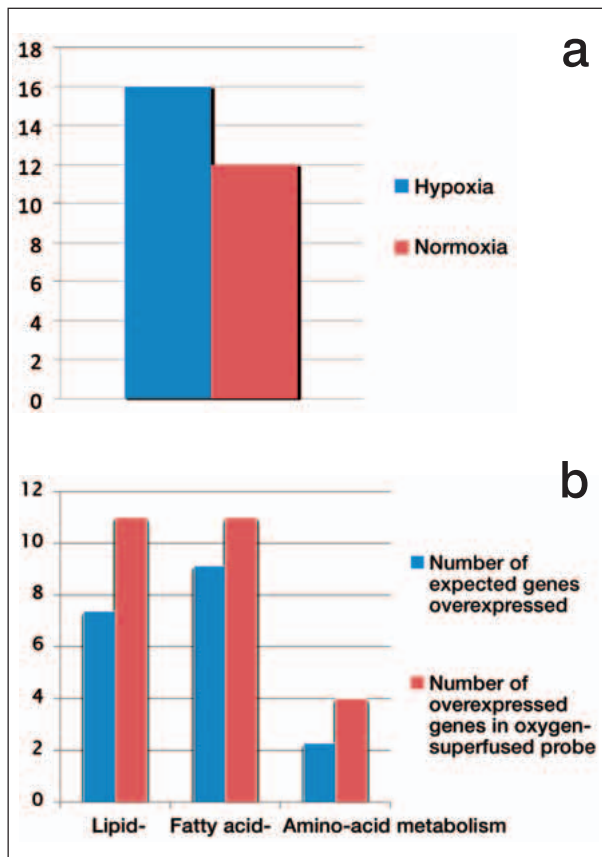 a
18
16
14
12
10
8
6
4
2
0
Hypoxia
Normoxia
b
12
10
8
6
4
2
0
Number of
expected genes
overexpressed
Number of
overexpressed
genes in oxygen-
superfused probe
Lipid- Fatty acid- Amino-acid metabolism